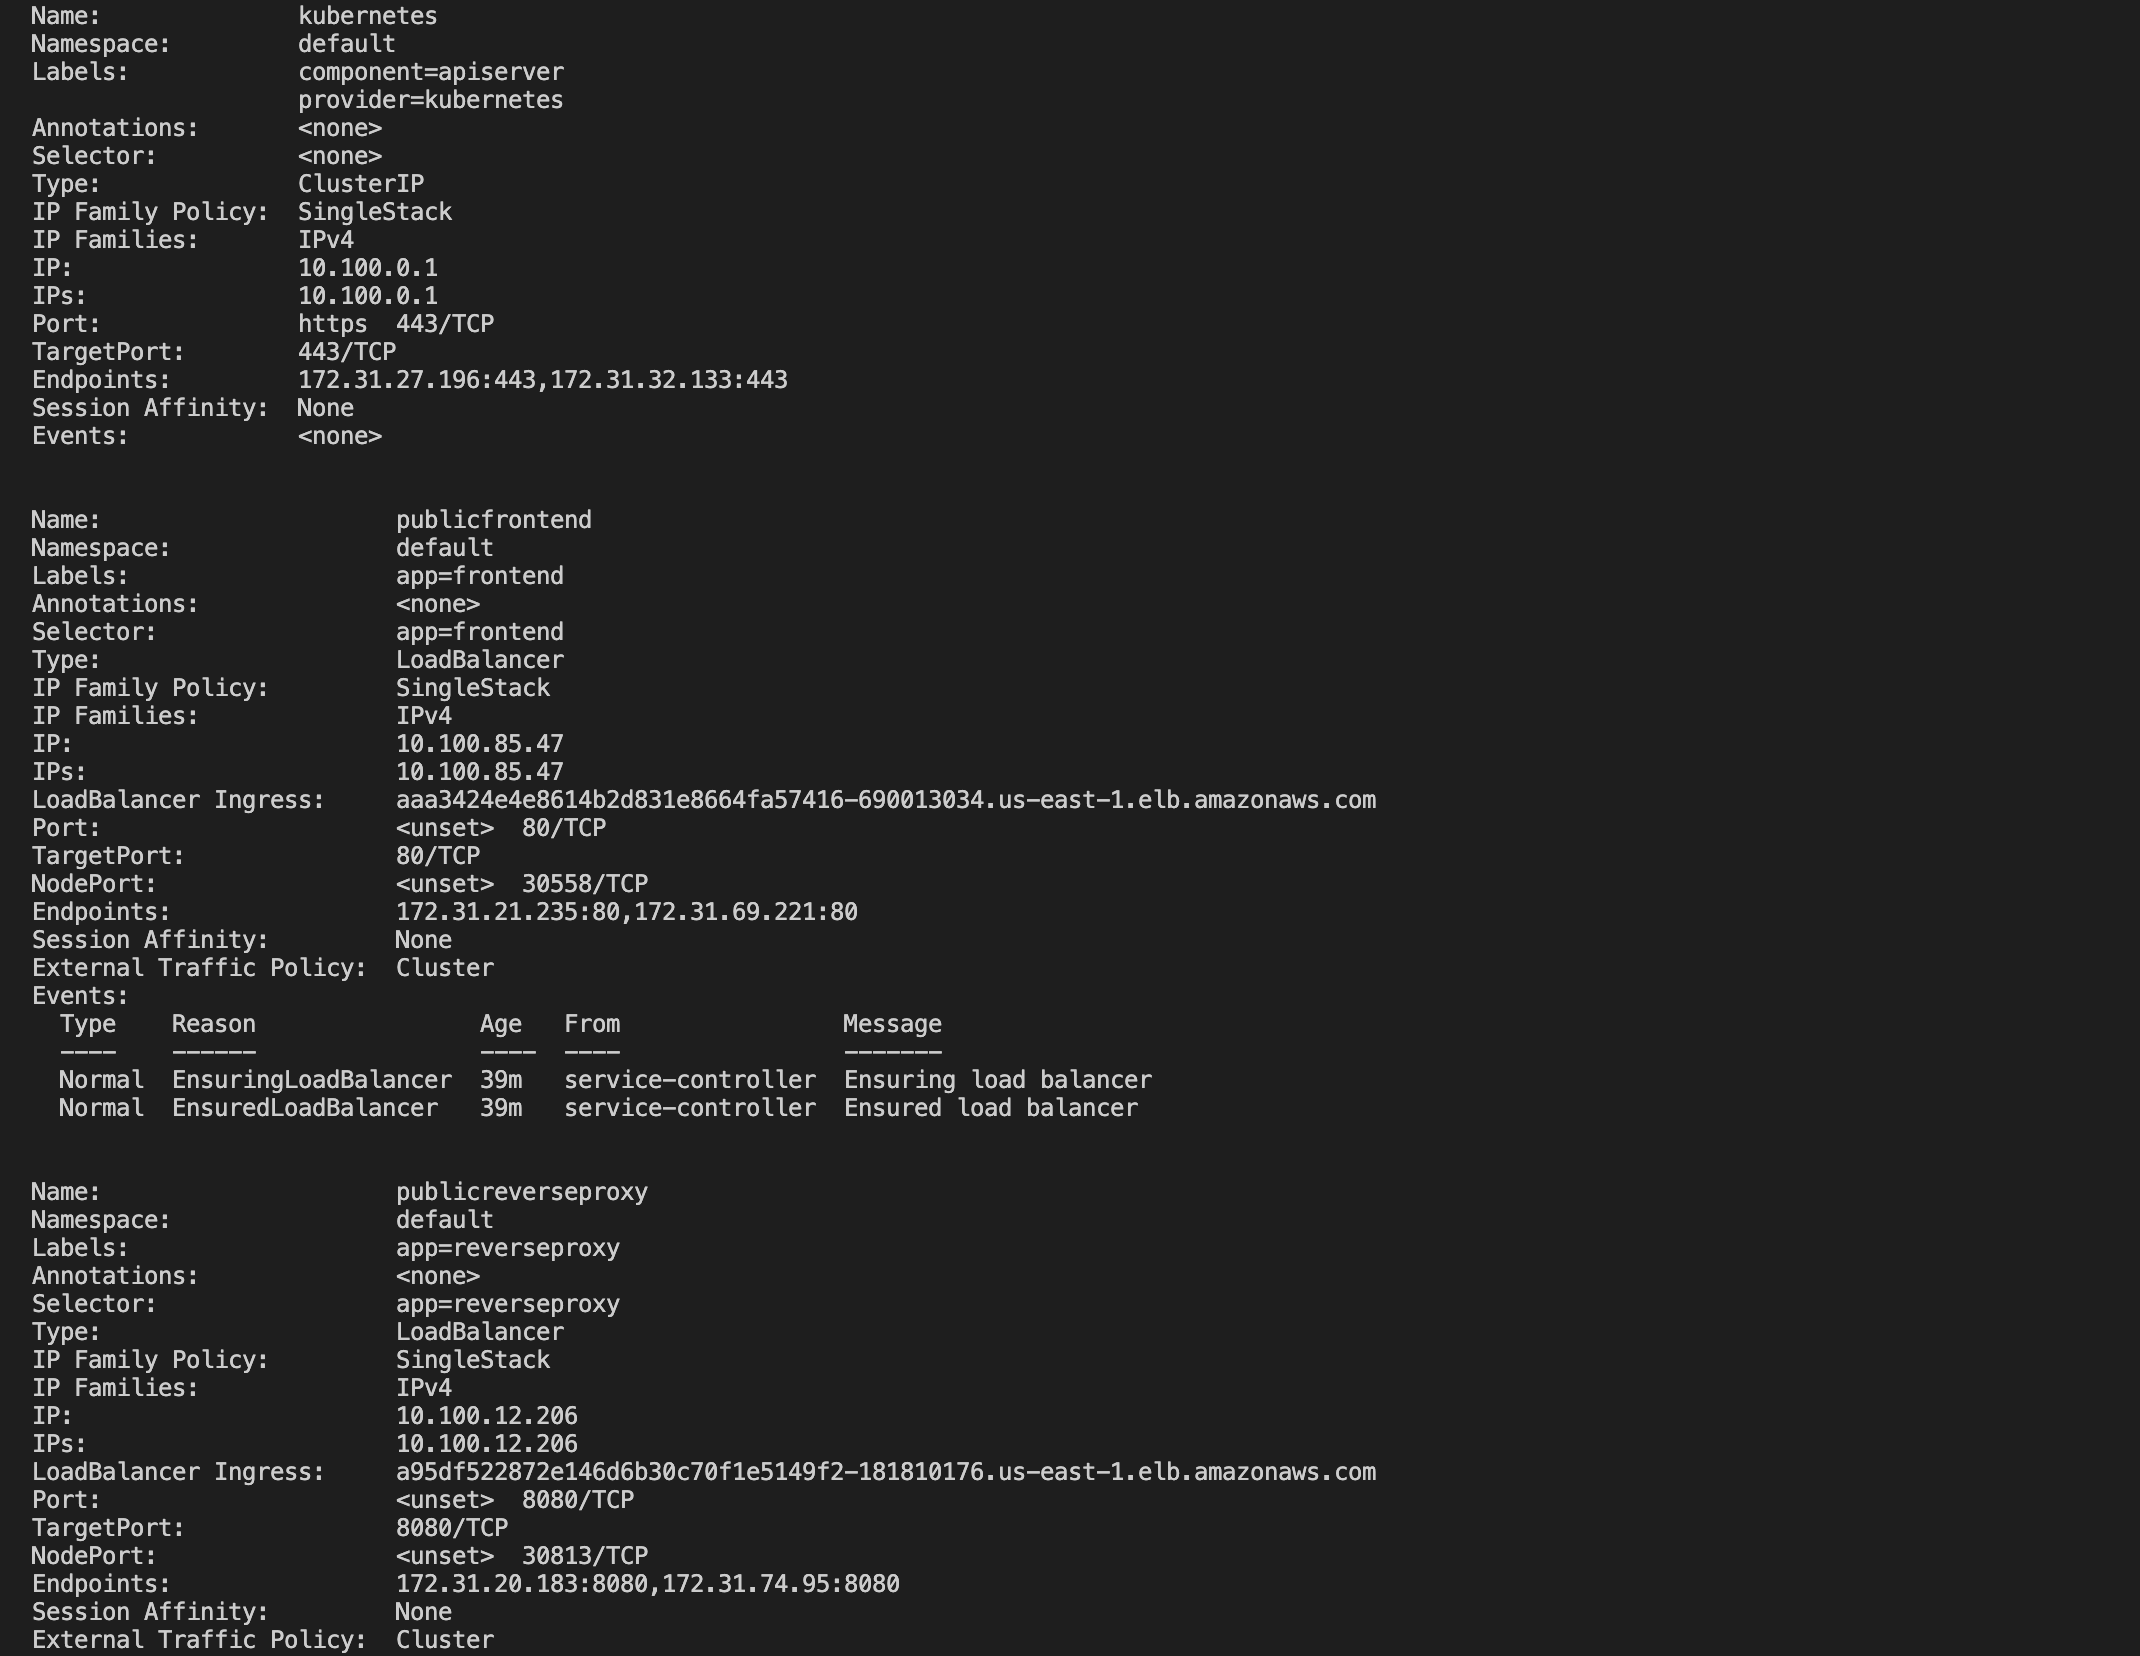 Name:              kubernetes
Namespace:         default
Labels:            component=apiserver
                   provider=kubernetes
Annotations:       <none>
Selector:          <none>
Type:              ClusterIP
IP Family Policy:  SingleStack
IP Families:       IPv4
IP:                10.100.0.1
IPs:               10.100.0.1
Port:              https  443/TCP
TargetPort:        443/TCP
Endpoints:         172.31.27.196:443,172.31.32.133:443
Session Affinity:  None
Events:            <none>

Name:                     publicfrontend
Namespace:                default
Labels:                   app=frontend
Annotations:              <none>
Selector:                 app=frontend
Type:                     LoadBalancer
IP Family Policy:         SingleStack
IP Families:              IPv4
IP:                       10.100.85.47
IPs:                      10.100.85.47
LoadBalancer Ingress:     aaa3424e4e8614b2d831e8664fa57416-690013034.us-east-1.elb.amazonaws.com
Port:                     <unset>  80/TCP
TargetPort:               80/TCP
NodePort:                 <unset>  30558/TCP
Endpoints:                172.31.21.235:80,172.31.69.221:80
Session Affinity:         None
External Traffic Policy:  Cluster
Events:
  Type    Reason                Age   From                Message
  ----    ------                ----  ----                -------
  Normal  EnsuringLoadBalancer  39m   service-controller  Ensuring load balancer
  Normal  EnsuredLoadBalancer   39m   service-controller  Ensured load balancer

Name:                     publicreverseproxy
Namespace:                default
Labels:                   app=reverseproxy
Annotations:              <none>
Selector:                 app=reverseproxy
Type:                     LoadBalancer
IP Family Policy:         SingleStack
IP Families:              IPv4
IP:                       10.100.12.206
IPs:                      10.100.12.206
LoadBalancer Ingress:     a95df522872e146d6b30c70f1e5149f2-181810176.us-east-1.elb.amazonaws.com
Port:                     <unset>  8080/TCP
TargetPort:               8080/TCP
NodePort:                 <unset>  30813/TCP
Endpoints:                172.31.20.183:8080,172.31.74.95:8080
Session Affinity:         None
External Traffic Policy:  Cluster